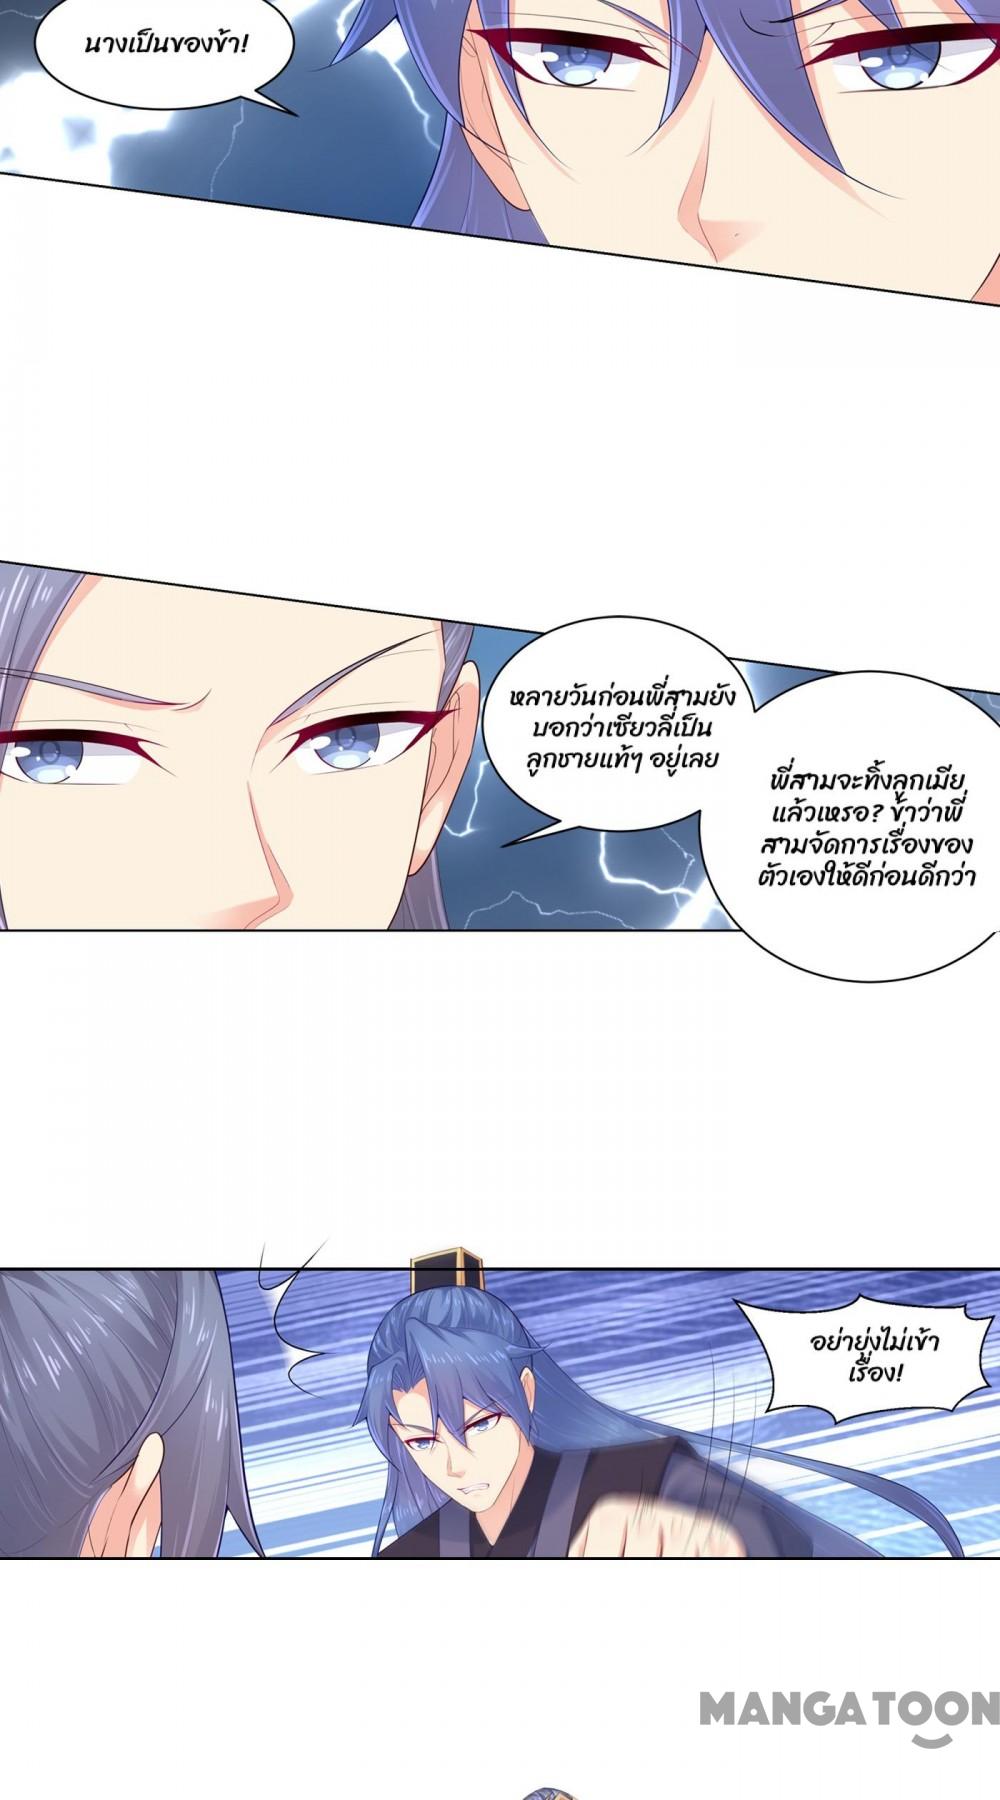 นางเป็นของข้า!
หลายวันก่อนพี่สามยัง
บอกว่าเซียวลี่เป็น
ลูกชายแท้ๆ อยู่เลย
พี่สามจะทิ้งลูกเมีย
แล้วเหรอ? ข้าว่าพี่
สามจัดการเรื่องของ
ตัวเองให้ดีก่อนดีกว่า
อย่ายุ่งไม่เข้า
เรื่อง!
MANGATOON